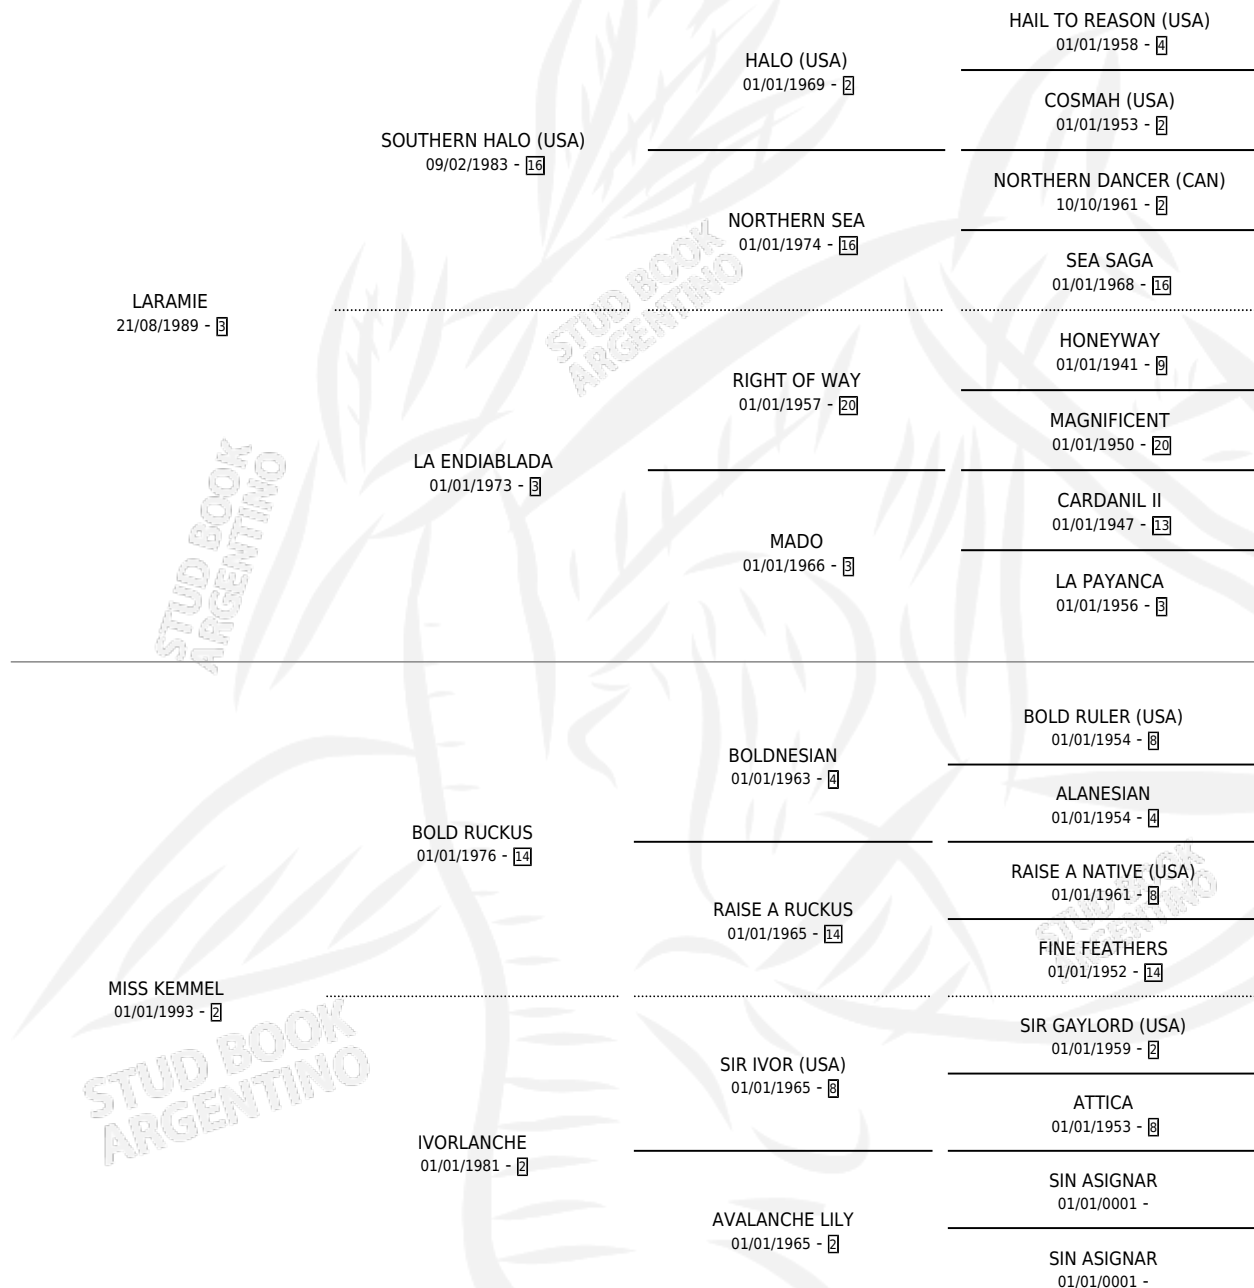 HAIL TO REASON (USA)
01/01/1958 - 4
HALO (USA)
01/01/1969 - 2
COSMAH (USA)
01/01/1953 - 2
SOUTHERN HALO (USA)
09/02/1983 - 16
NORTHERN DANCER (CAN)
10/10/1961 - 2
NORTHERN SEA
01/01/1974 - 16
SEA SAGA
01/01/1968 - 16
LARAMIE
21/08/1989 - 3
HONEYWAY
01/01/1941 - 9
RIGHT OF WAY
01/01/1957 - 20
MAGNIFICENT
01/01/1950 - 20
LA ENDIABLADA
01/01/1973 - 3
CARDANIL II
01/01/1947 - 13
MADO
01/01/1966 - 3
LA PAYANCA
01/01/1956 - 3
BOLD RULER (USA)
01/01/1954 - 8
BOLDNESIAN
01/01/1963 - 4
ALANESIAN
01/01/1954 - 4
BOLD RUCKUS
01/01/1976 - 14
RAISE A NATIVE (USA)
01/01/1961 - 8
RAISE A RUCKUS
01/01/1965 - 14
FINE FEATHERS
01/01/1952 - 14
MISS KEMMEL
01/01/1993 - 2
SIR GAYLORD (USA)
01/01/1959 - 2
SIR IVOR (USA)
01/01/1965 - 8
ATTICA
01/01/1953 - 8
IVORLANCHE
01/01/1981 - 2
SIN ASIGNAR
01/01/0001 -
AVALANCHE LILY
01/01/1965 - 2
SIN ASIGNAR
01/01/0001 -
STUD BOOK
ARGENTINO
STUD BOOK
ARGENTINO
STUD BOOK
ARGENTINO
STUD BOOK
ARGENTINO